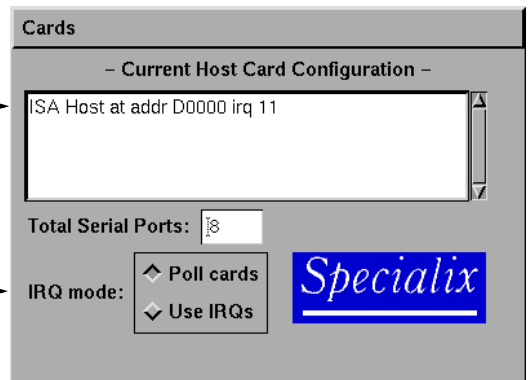 Cards
– Current Host Card Configuration –
ISA Host at addr D0000 irq 11
Total Serial Ports: 8
IRQ mode:
Poll cards
Use IRQs
Specialix